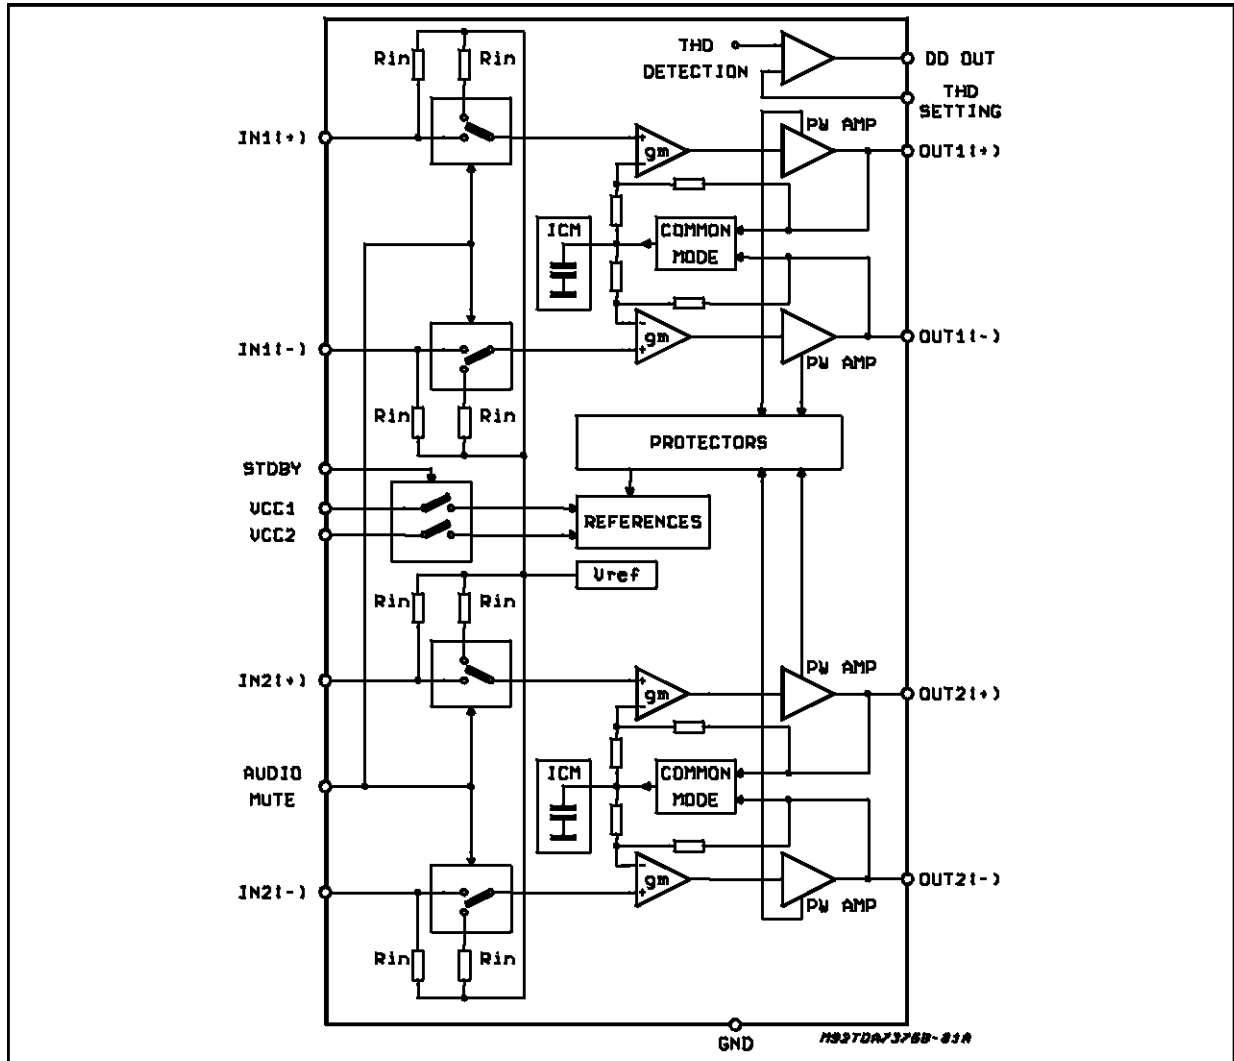 THD
DETECTION
DD OUT
THD
SETTING
Rin
Rin
IN1(+)
gm
PW AMP
OUT1(+)
ICM
COMMON
MODE
IN1(-)
gm
PW AMP
OUT1(-)
Rin
Rin
PROTECTORS
STDBY
VCC1
VCC2
REFERENCES
Vref
Rin
Rin
IN2(+)
gm
PW AMP
OUT2(+)
AUDIO
MUTE
ICM
COMMON
MODE
IN2(-)
gm
PW AMP
OUT2(-)
Rin
Rin
GND
M92TDA7376B-01A